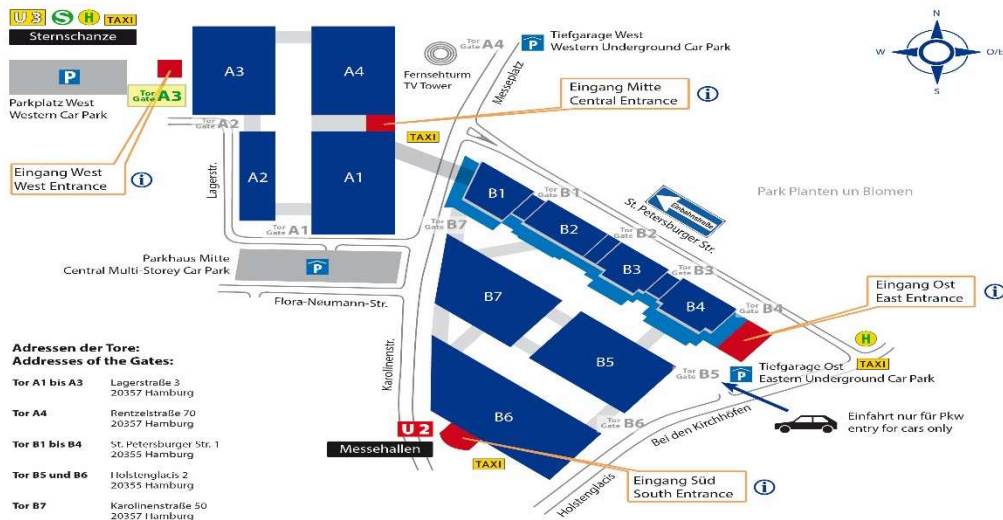 U3 S H TAXI
Sternschanze
P
Parkplatz West
Western Car Park
Tor
Gate A3
Eingang West
West Entrance
i
A3
A4
A2
A1
Tor
Gate A2
Tor
Gate A1
Lagerstr.
Fernsehturm
TV Tower
Tor
Gate A4
Messeplatz
P
Tiefgarage West
Western Underground Car Park
Eingang Mitte
Central Entrance
i
TAXI
N
W
O/E
S
Parkhaus Mitte
Central Multi-Storey Car Park
P
Flora-Neumann-Str.
Karolinenstr.
B1
B2
B3
B4
B7
B5
B6
Tor
Gate B1
Tor
Gate B2
Tor
Gate B3
Tor
Gate B4
Tor
Gate B7
Tor
Gate B5
Tor
Gate B6
Einbahnstraße
St. Petersburger Str.
Park Planten un Blomen
Eingang Ost
East Entrance
i
H
TAXI
P
Tiefgarage Ost
Eastern Underground Car Park
Einfahrt nur für Pkw
entry for cars only
Bei den Kirchhöfen
Holstenglacis
U2
Messehallen
TAXI
Eingang Süd
South Entrance
i
Adressen der Tore:
Addresses of the Gates:
Tor A1 bis A3 Lagerstraße 3
20357 Hamburg
Tor A4 Rentzelstraße 70
20357 Hamburg
Tor B1 bis B4 St. Petersburger Str. 1
20355 Hamburg
Tor B5 und B6 Holstenglacis 2
20355 Hamburg
Tor B7 Karolinenstraße 50
20357 Hamburg